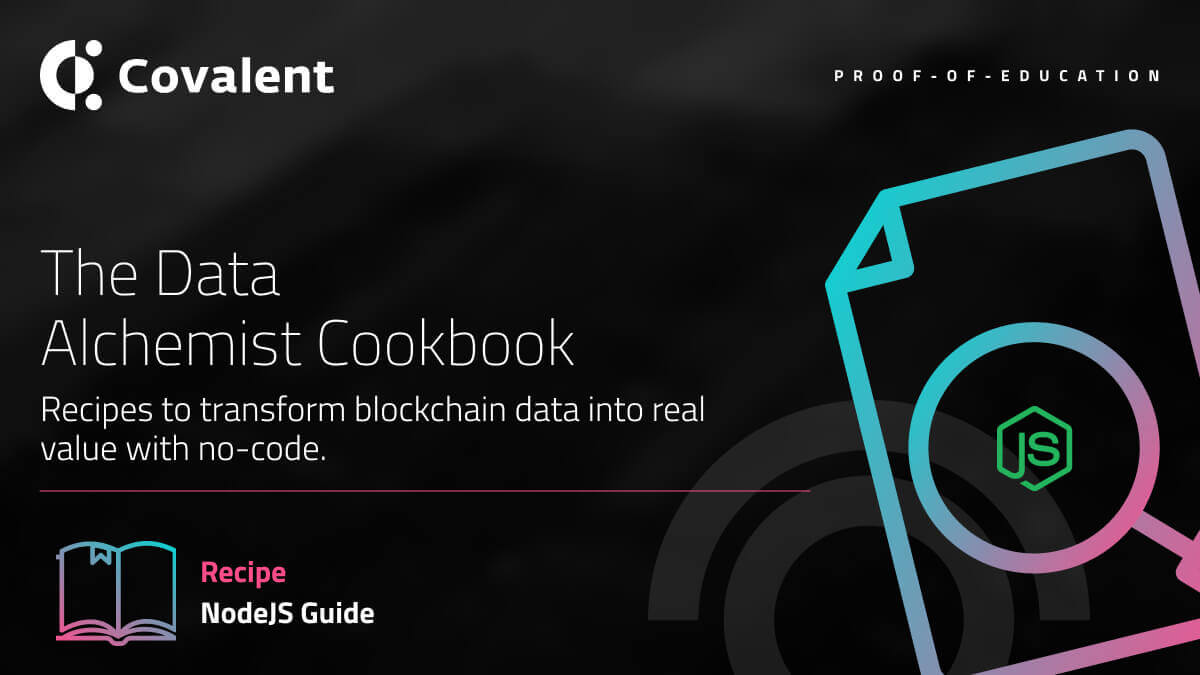 Covalent
PROOF-OF-EDUCATION
The Data
Alchemist Cookbook
Recipes to transform blockchain data into real
value with no-code.
JS
Recipe
NodeJS Guide